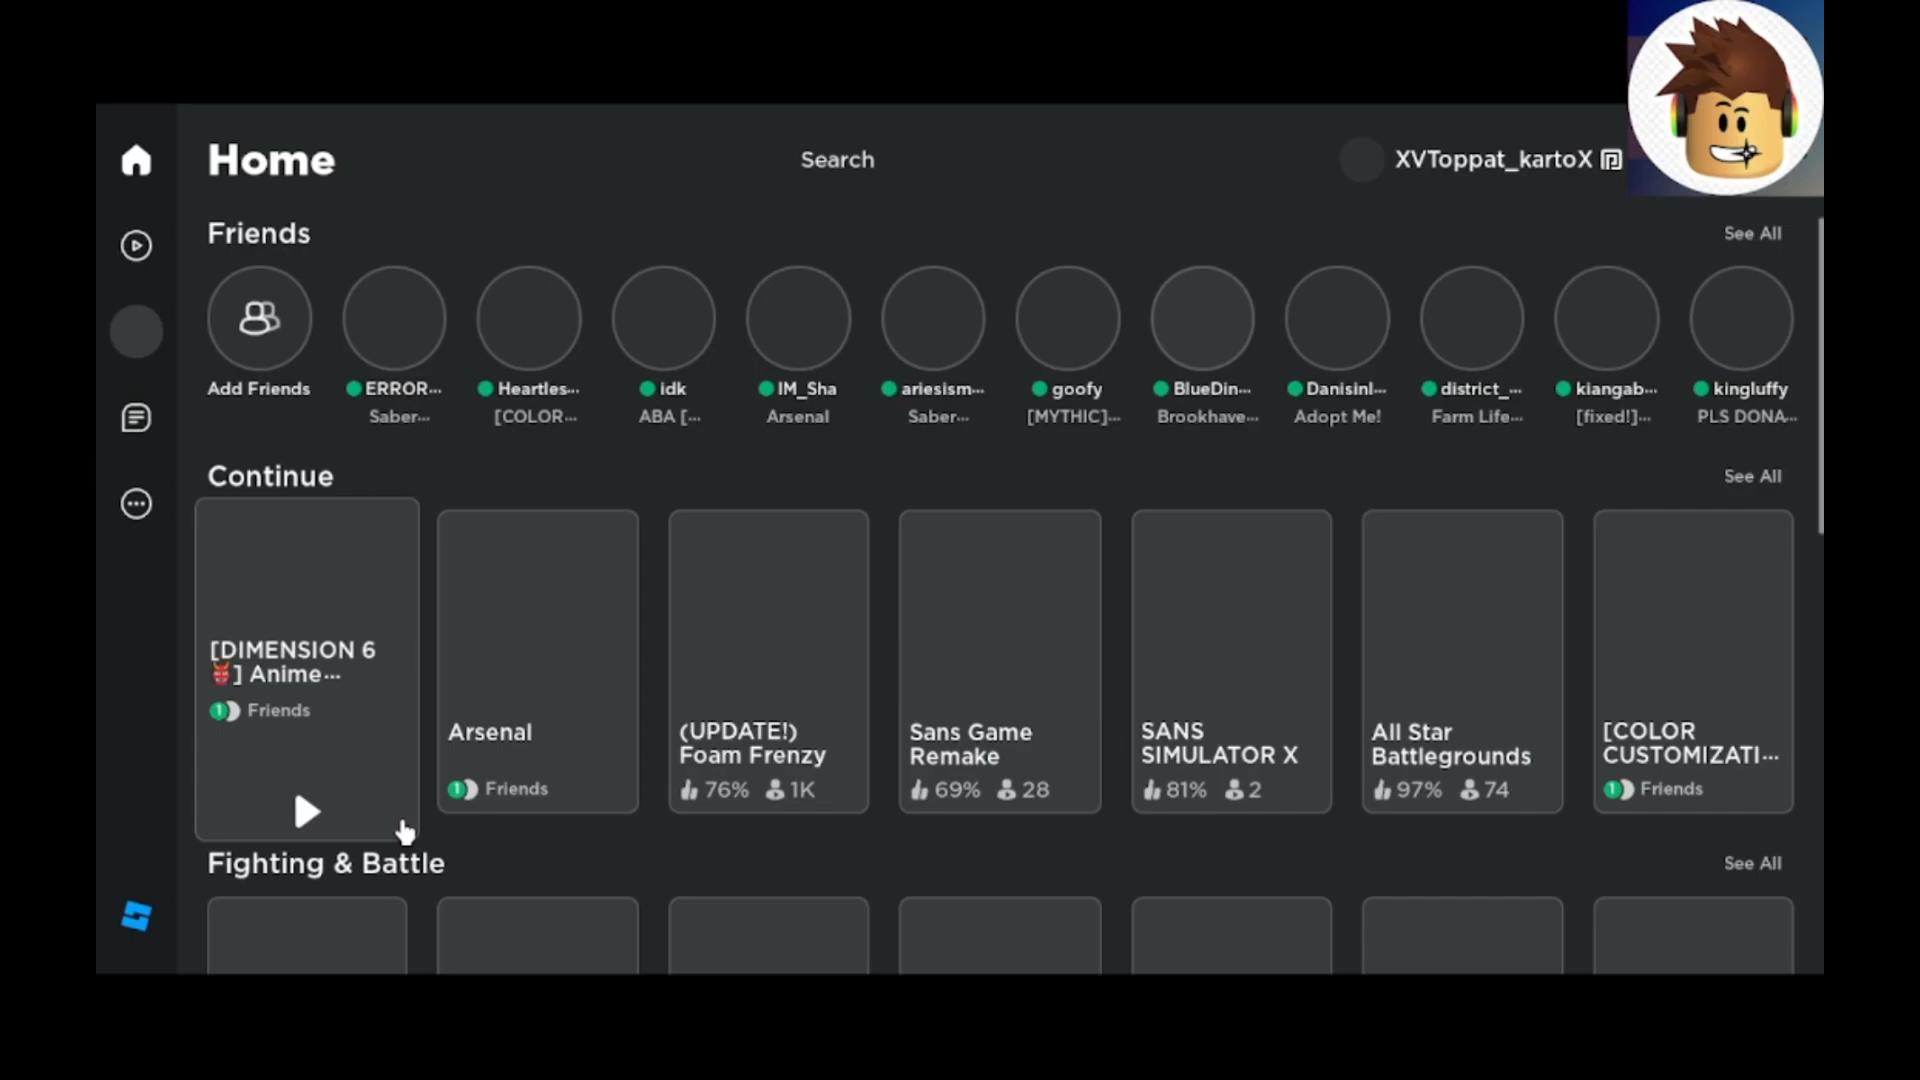 Home
Search
XVToppat_kartoX
Friends
See All
Add Friends
ERROR...
Heartles...
idk
IM_Sha
ariesism...
goofy
BlueDin...
Danisinl...
district_...
kiangab...
kingluffy
Saber...
[COLOR...
ABA [...
Arsenal
Saber...
[MYTHIC]...
Brookhave...
Adopt Me!
Farm Life...
[fixed!]...
PLS DONA...
Continue
See All
[DIMENSION 6
👹] Anime...
1 Friends
Arsenal
1 Friends
(UPDATE!)
Foam Frenzy
76% 1K
Sans Game
Remake
69% 28
SANS
SIMULATOR X
81% 2
All Star
Battlegrounds
97% 74
[COLOR
CUSTOMIZATI...
1 Friends
Fighting & Battle
See All